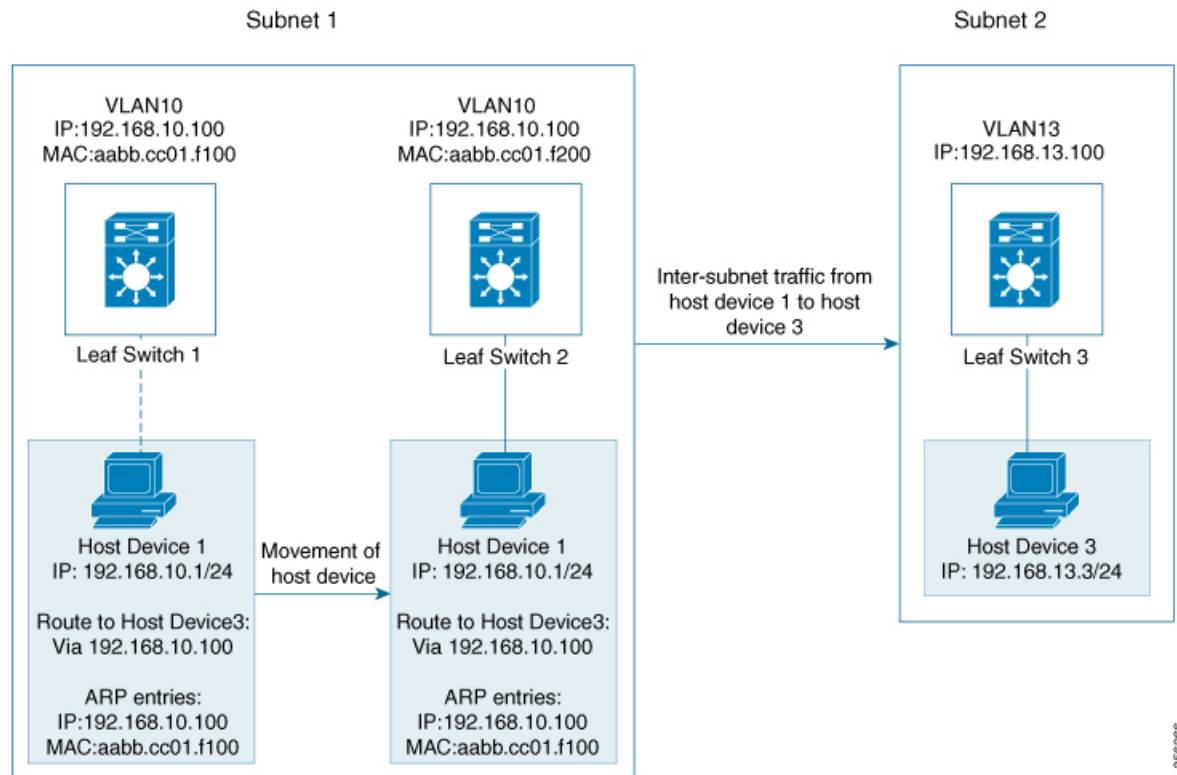 Subnet 1
Subnet 2
VLAN10
IP:192.168.10.100
MAC:aabb.cc01.f100
VLAN10
IP:192.168.10.100
MAC:aabb.cc01.f200
VLAN13
IP:192.168.13.100
Leaf Switch 1
Leaf Switch 2
Inter-subnet traffic from
host device 1 to host
device 3
Leaf Switch 3
Host Device 1
IP: 192.168.10.1/24
Route to Host Device3:
Via 192.168.10.100
ARP entries:
IP:192.168.10.100
MAC:aabb.cc01.f100
Movement of
host device
Host Device 1
IP: 192.168.10.1/24
Route to Host Device3:
Via 192.168.10.100
ARP entries:
IP:192.168.10.100
MAC:aabb.cc01.f100
Host Device 3
IP: 192.168.13.3/24